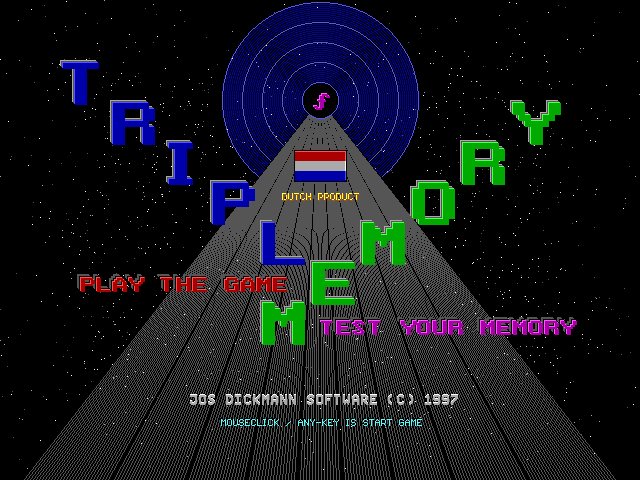 ƒ
DUTCH PRODUCT
TRIPLE
MEMORY
PLAY THE GAME
TEST YOUR MEMORY
JOS DICKMANN SOFTWARE (C) 1997
MOUSECLICK / ANY-KEY IS START GAME